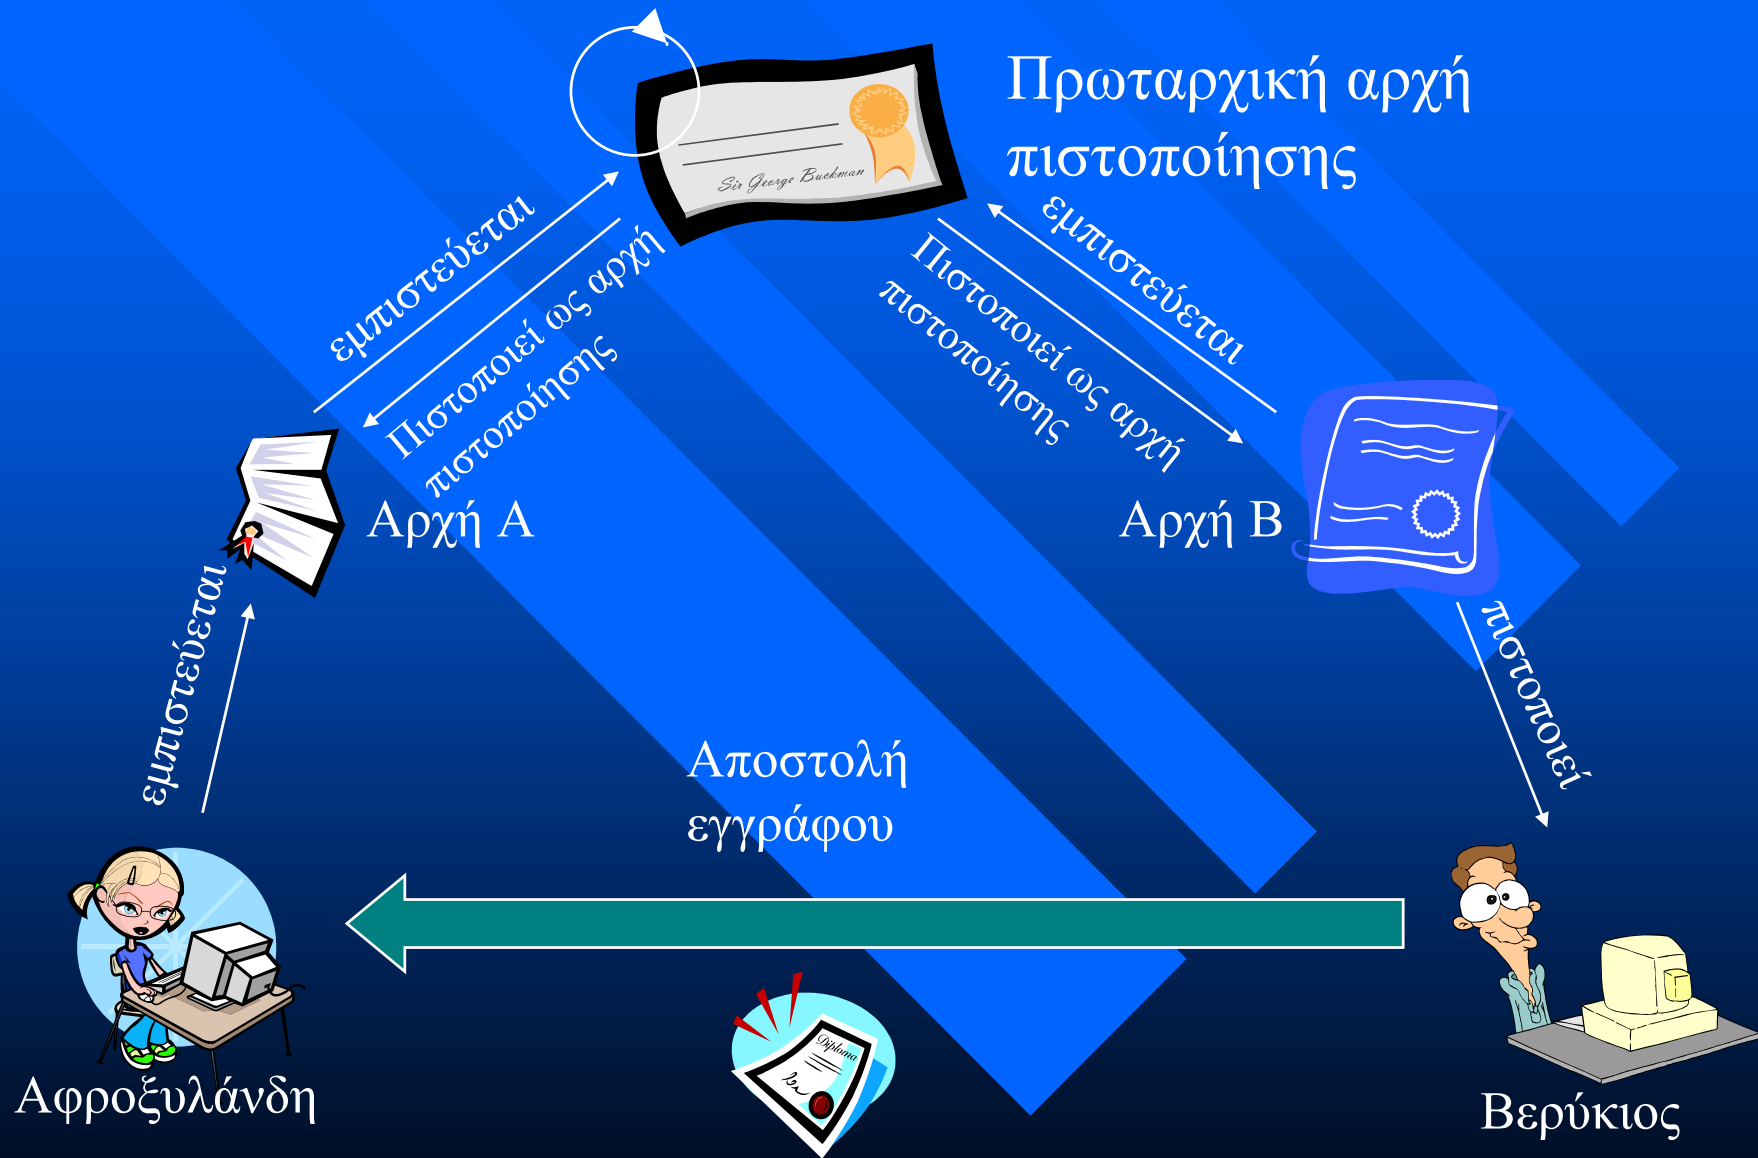 Πρωταρχική αρχή
πιστοποίησης
Sir George Buckman
εμπιστεύεται
Πιστοποιεί ως αρχή
πιστοποίησης
εμπιστεύεται
Πιστοποιεί ως αρχή
πιστοποίησης
Αρχή Α
Αρχή Β
εμπιστεύεται
πιστοποιεί
Αποστολή
εγγράφου
Diploma
Αφροξυλάνδη
Βερύκιος